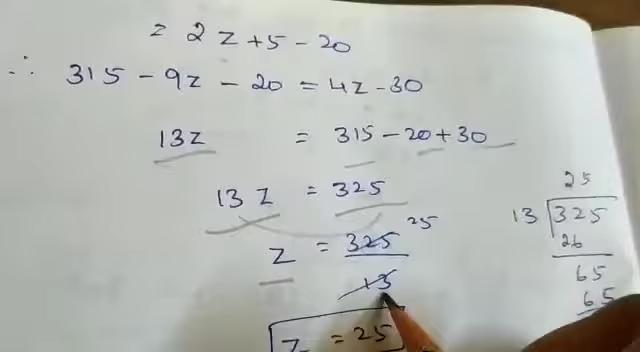 = 2z+5-20
∴ 315-9z-20=4z-30
13z = 315-20+30
13z = 325
z = 325/13 25
z = 25
25
13 325
26
65
65